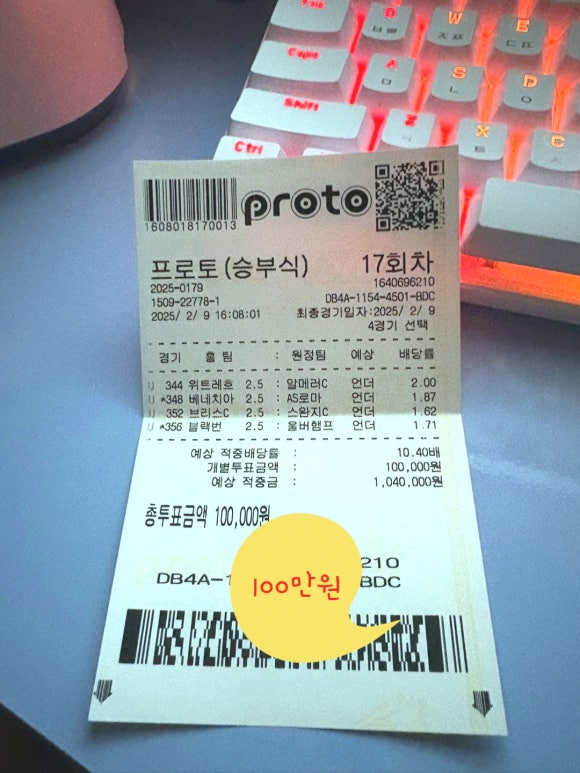 Tab Q ㅂㅃ W ㅈㅉ E ㄷㄸ
Caps A ㅁ S ㄴ D ㅇ
Shift Z ㅋ X ㅌ C ㅊ
Ctrl
1608018170013 proto
프로토(승부식) 17회차
2025-0179 1640696210
1509-22778-1 DB4A-1154-4501-BDC
2025/ 2/ 9 16:08:01 최종경기일자:2025/ 2/ 9
4경기 선택
경기 홈 팀 : 원정팀 예상 배당률
U 344 위트레흐 2.5 : 알메러C 언더 2.00
U *348 베네치아 2.5 : AS로마 언더 1.87
U 352 브리스C 2.5 : 스완지C 언더 1.62
U *356 블랙번 2.5 : 울버햄프 언더 1.71
예상 적중배당률 : 10.40배
개별투표금액 : 100,000원
예상 적중금 : 1,040,000원
총투표금액 100,000원
210
DB4A-1 BDC
100만원